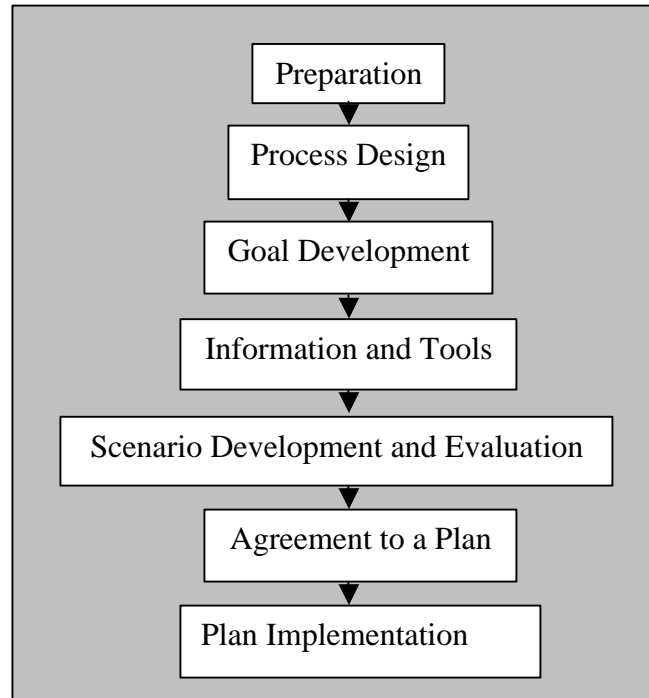 Preparation
Process Design
Goal Development
Information and Tools
Scenario Development and Evaluation
Agreement to a Plan
Plan Implementation